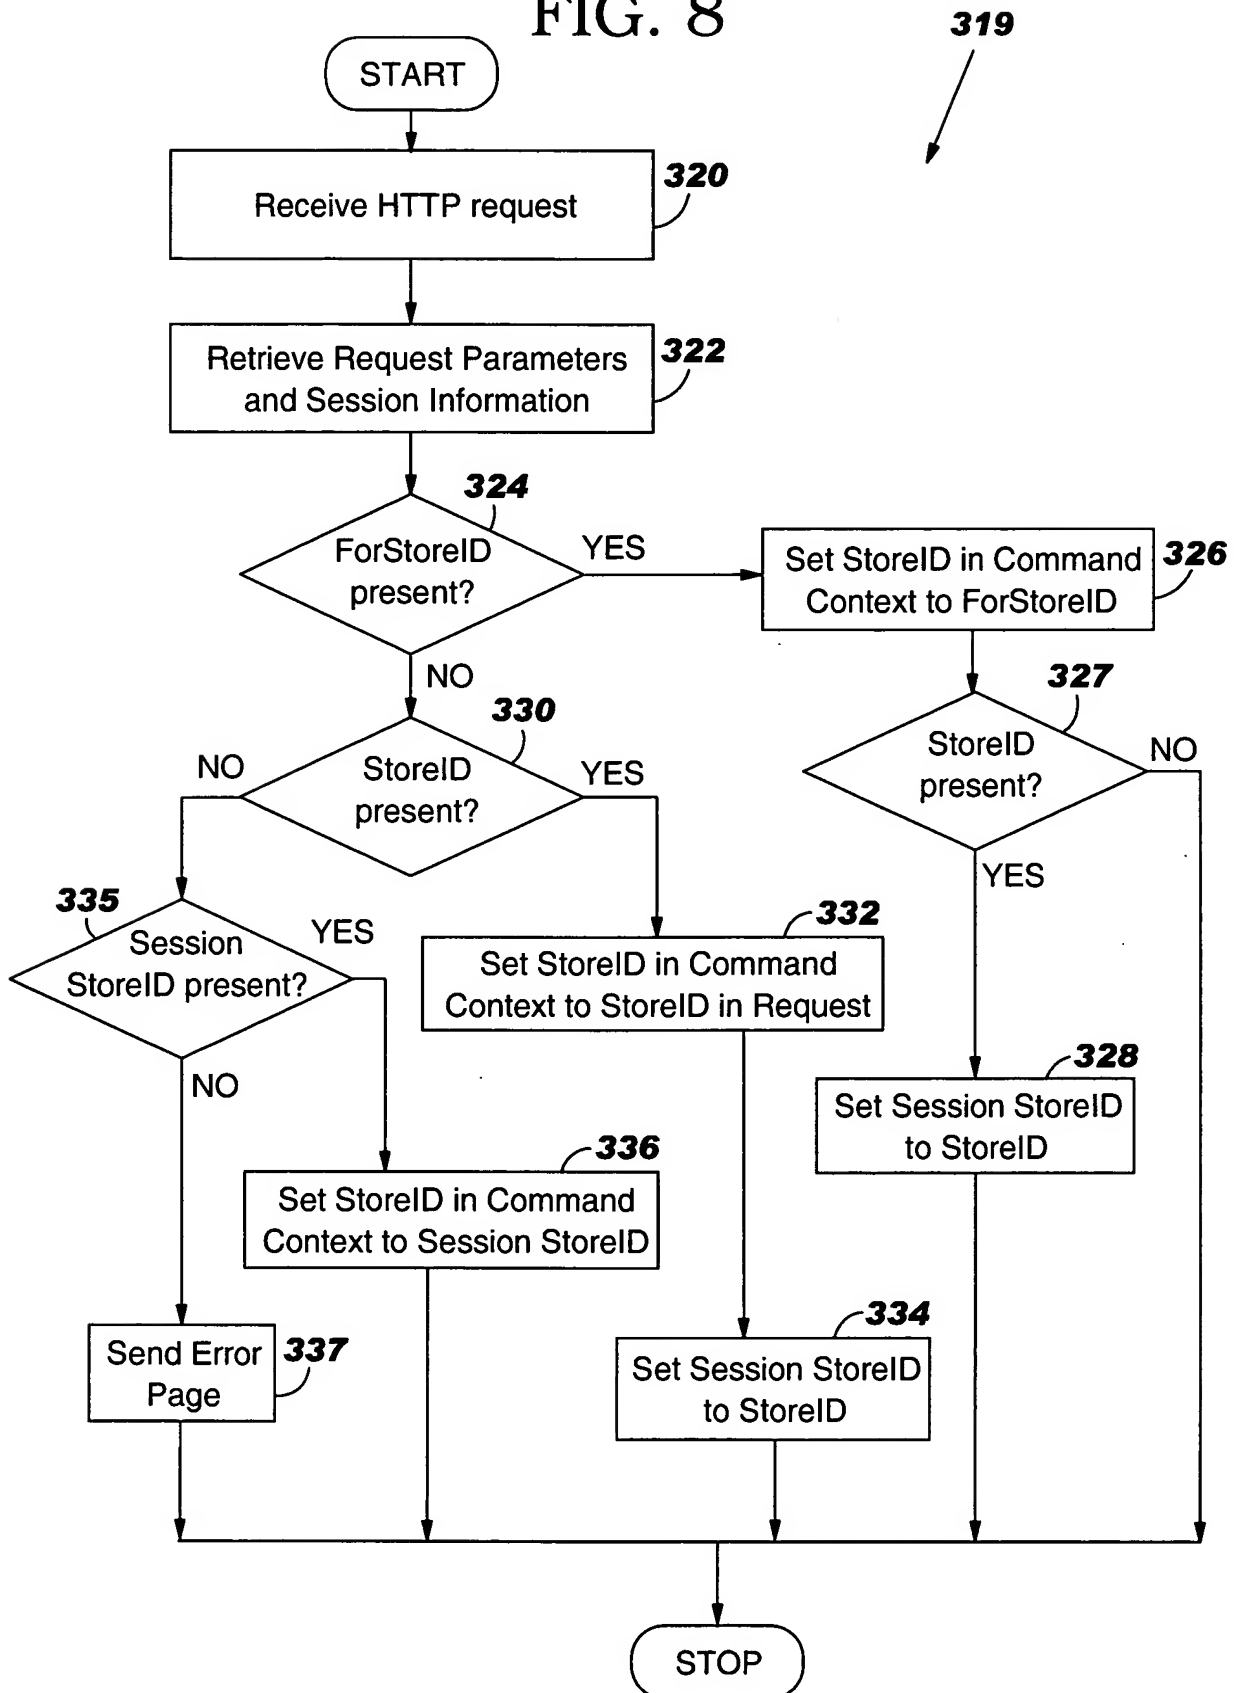 FIG. 8
319
START
Receive HTTP request
320
Retrieve Request Parameters
and Session Information
322
324
ForStoreID
present?
YES
Set StoreID in Command
Context to ForStoreID
326
NO
327
330
StoreID
present?
NO
StoreID
present?
NO
YES
YES
335
Session
StoreID present?
YES
332
Set StoreID in Command
Context to StoreID in Request
NO
328
Set Session StoreID
to StoreID
336
Set StoreID in Command
Context to Session StoreID
334
Set Session StoreID
to StoreID
Send Error
Page
337
STOP